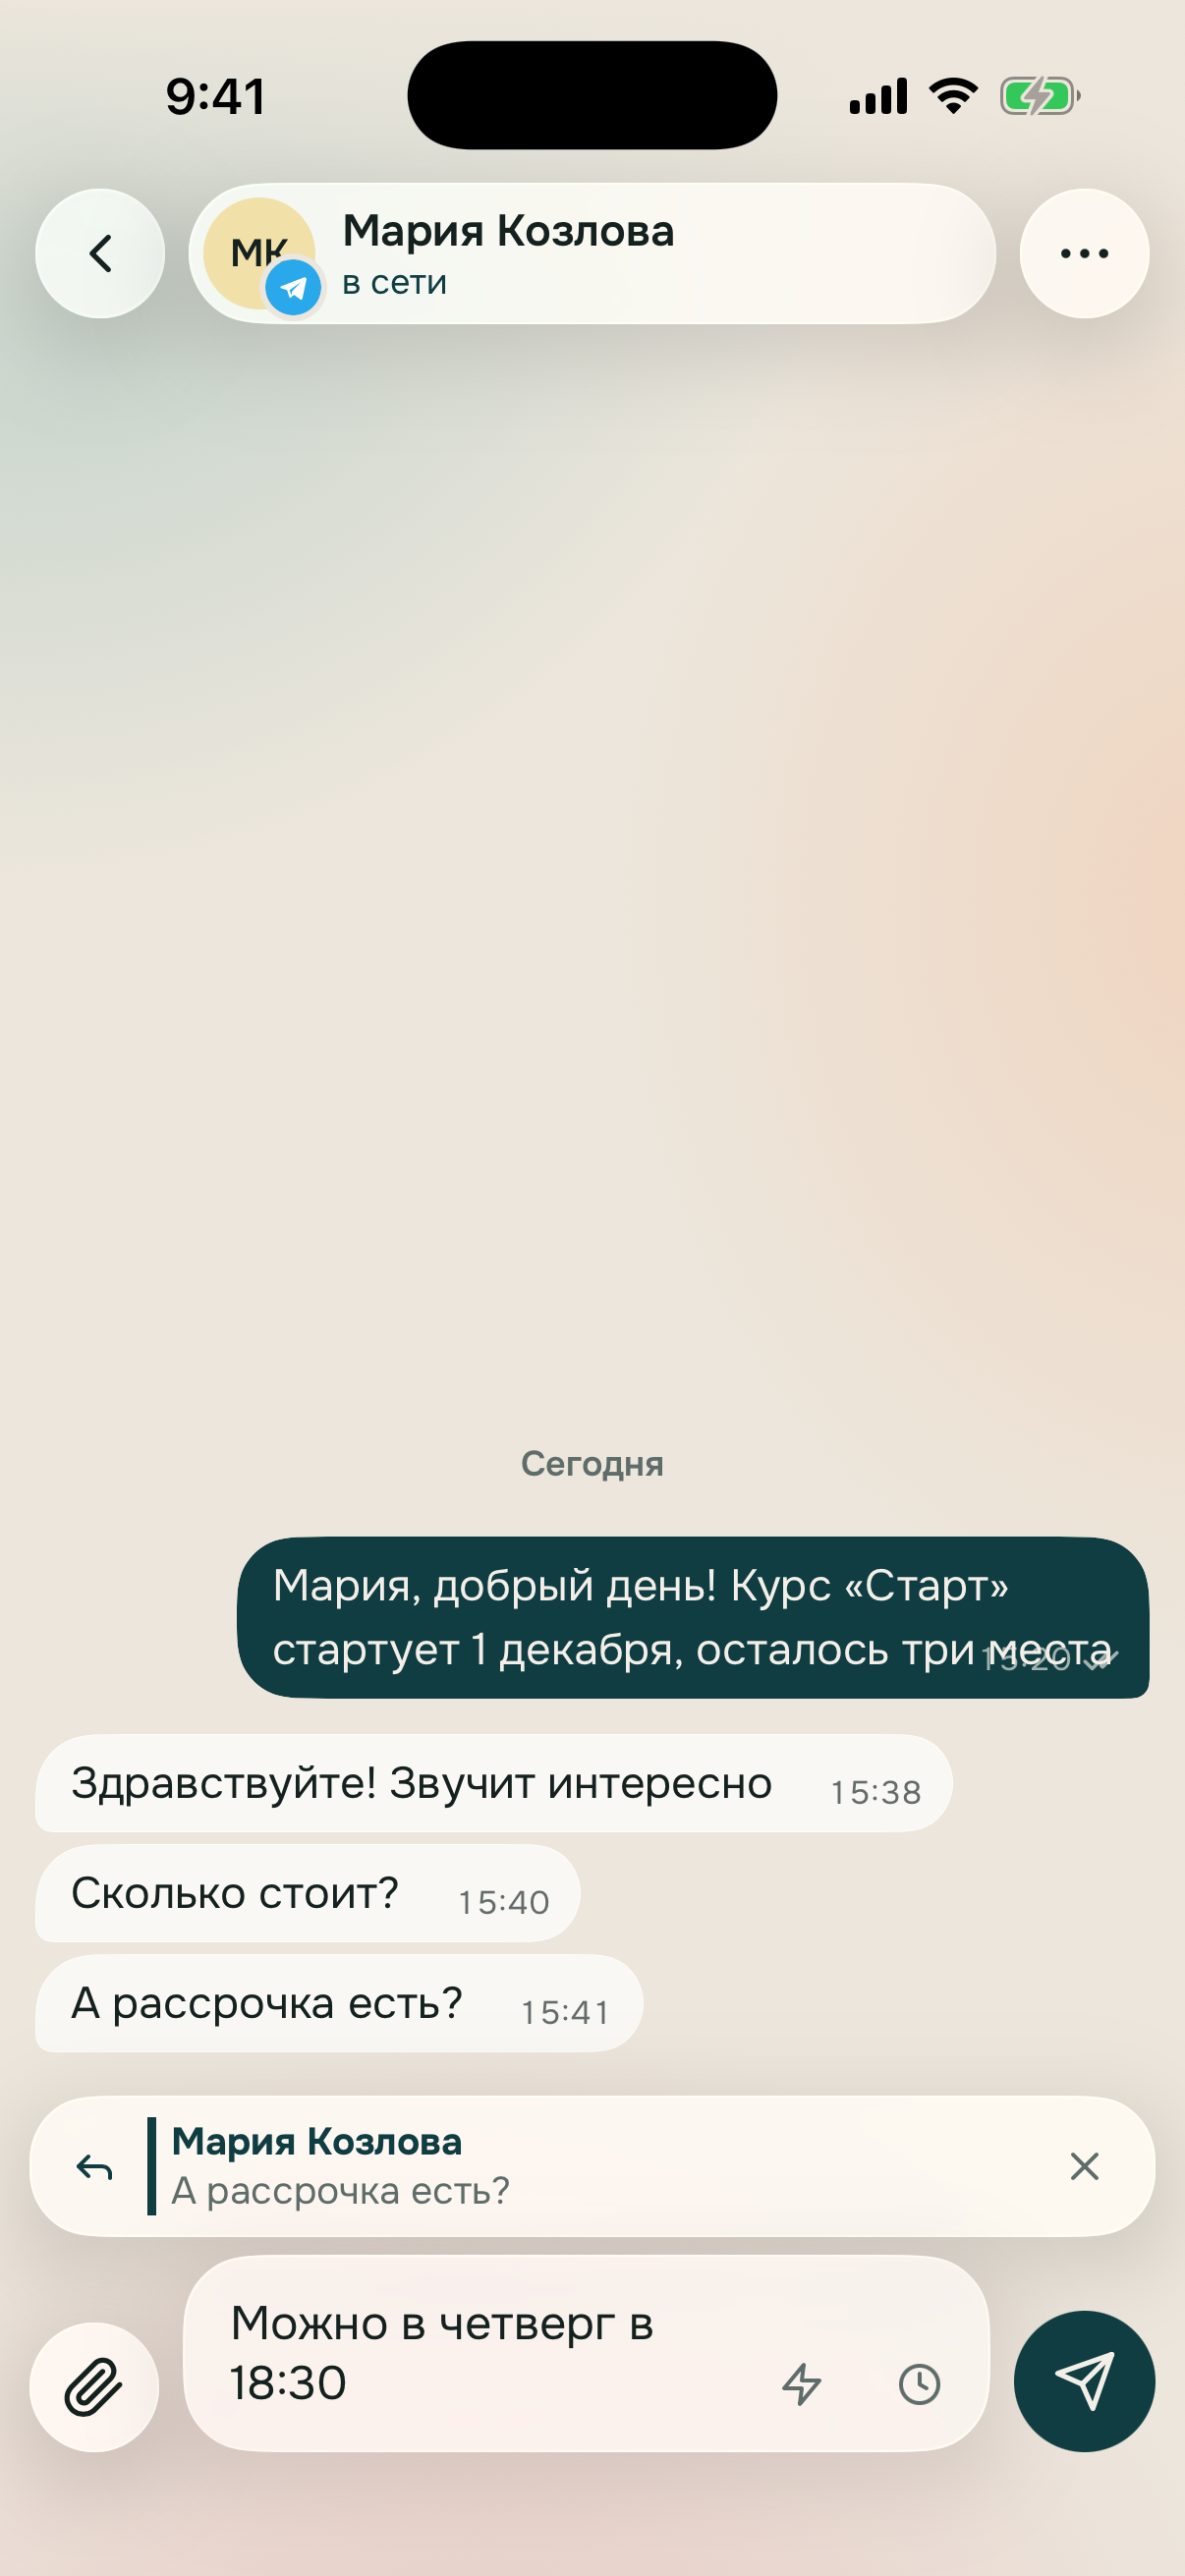 9:41
МК
Мария Козлова
в сети
Сегодня
Мария, добрый день! Курс «Старт»
стартует 1 декабря, осталось три места
15:20
Здравствуйте! Звучит интересно 15:38
Сколько стоит? 15:40
А рассрочка есть? 15:41
Мария Козлова
А рассрочка есть?
Можно в четверг в
18:30